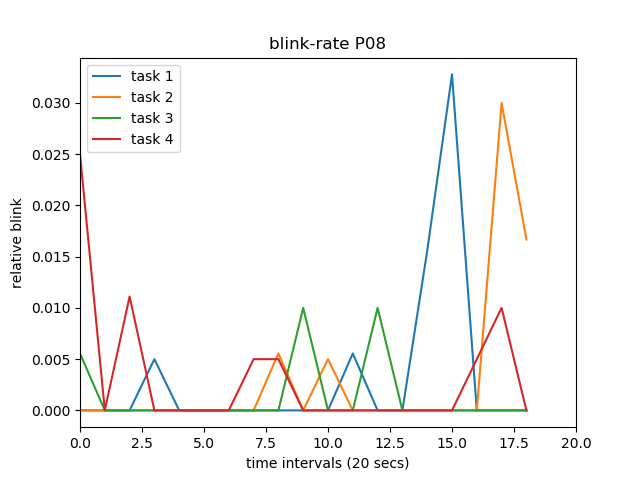 blink-rate P08
task 1
task 2
task 3
task 4
relative blink
0.030
0.025
0.020
0.015
0.010
0.005
0.000
0.0 2.5 5.0 7.5 10.0 12.5 15.0 17.5 20.0
time intervals (20 secs)